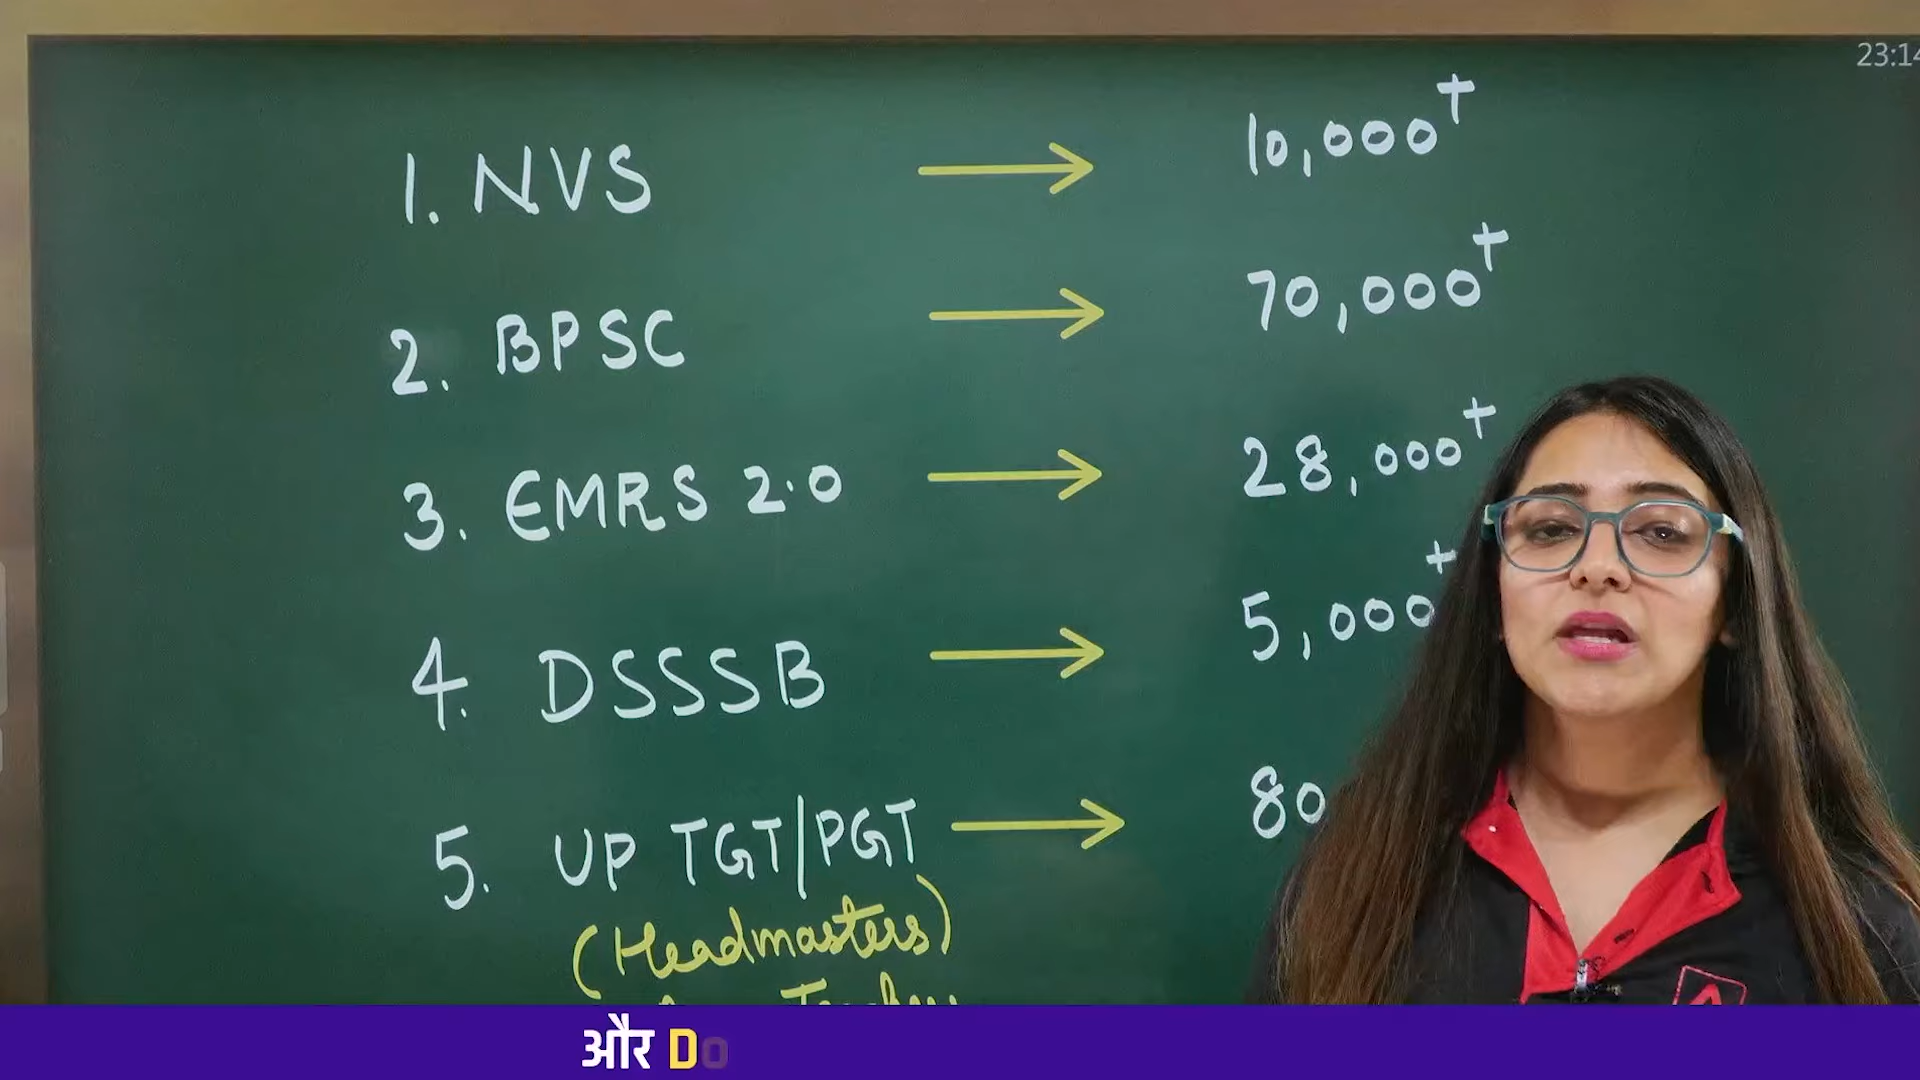 23:14
1. NVS → 10,000+
2. BPSC → 70,000+
3. EMRS 2.0 → 28,000+
4. DSSSB → 5,000+
5. UP TGT/PGT → 80
(Headmasters)
और Do